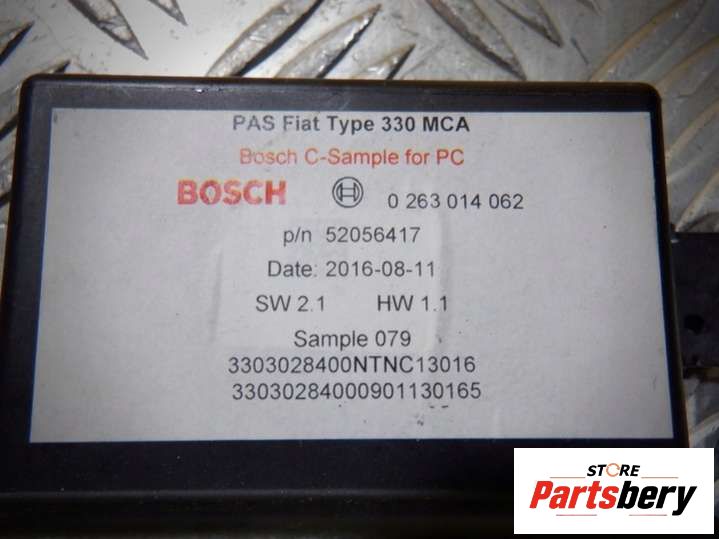 PAS Fiat Type 330 MCA
Bosch C-Sample for PC
BOSCH 0 263 014 062
p/n 52056417
Date: 2016-08-11
SW 2.1 HW 1.1
Sample 079
3303028400NTNC13016
33030284000901130165
STORE
Partsbery